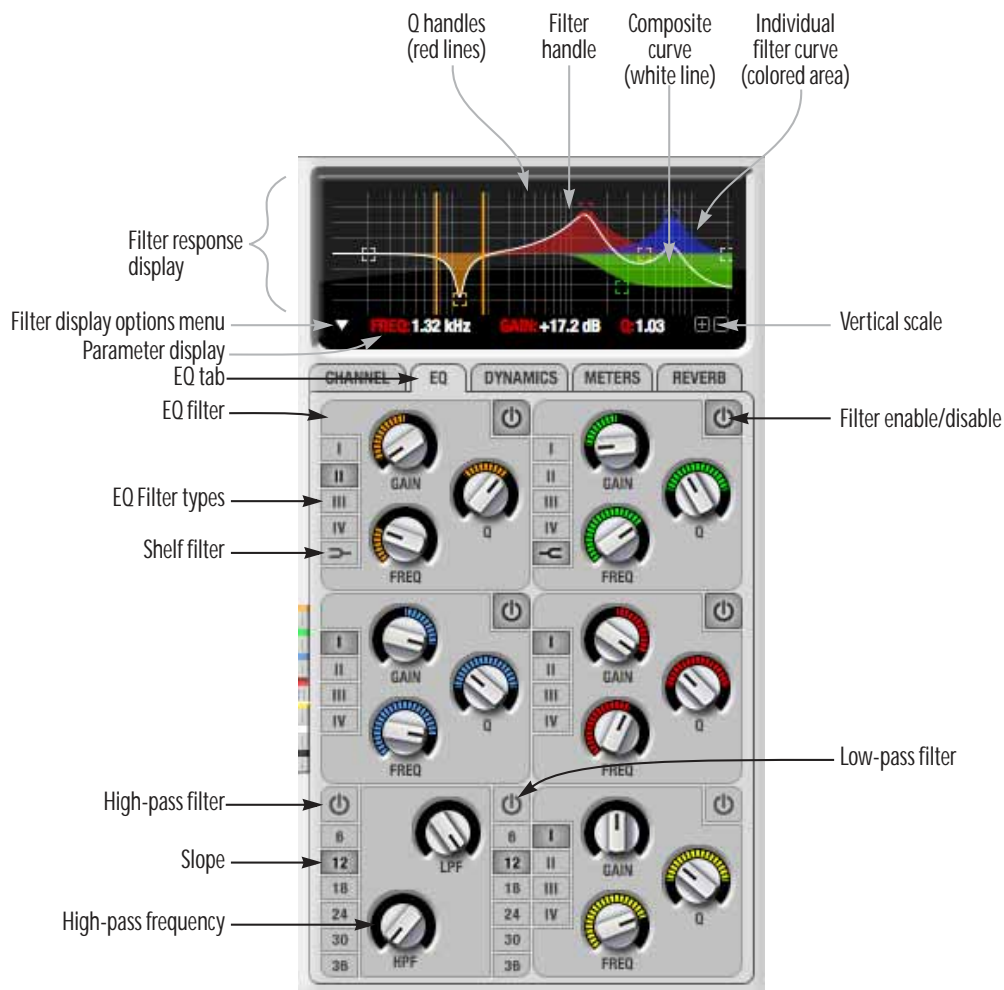 Q handles
(red lines)
Filter
handle
Composite
curve
(white line)
Individual
filter curve
(colored area)
Filter response
display
Filter display options menu
FREQ: 1.32 kHz GAIN: +17.2 dB Q: 1.03
Vertical scale
Parameter display
EQ tab
CHANNEL EQ DYNAMICS METERS REVERB
EQ filter
Filter enable/disable
EQ Filter types
Shelf filter
I
II
III
IV
GAIN
Q
FREQ
I
II
III
IV
GAIN
Q
FREQ
I
II
III
IV
GAIN
Q
FREQ
I
II
III
IV
GAIN
Q
FREQ
Low-pass filter
High-pass filter
Slope
High-pass frequency
6
12
18
24
30
36
LPF
HPF
6
12
18
24
30
36
I
II
III
IV
GAIN
Q
FREQ